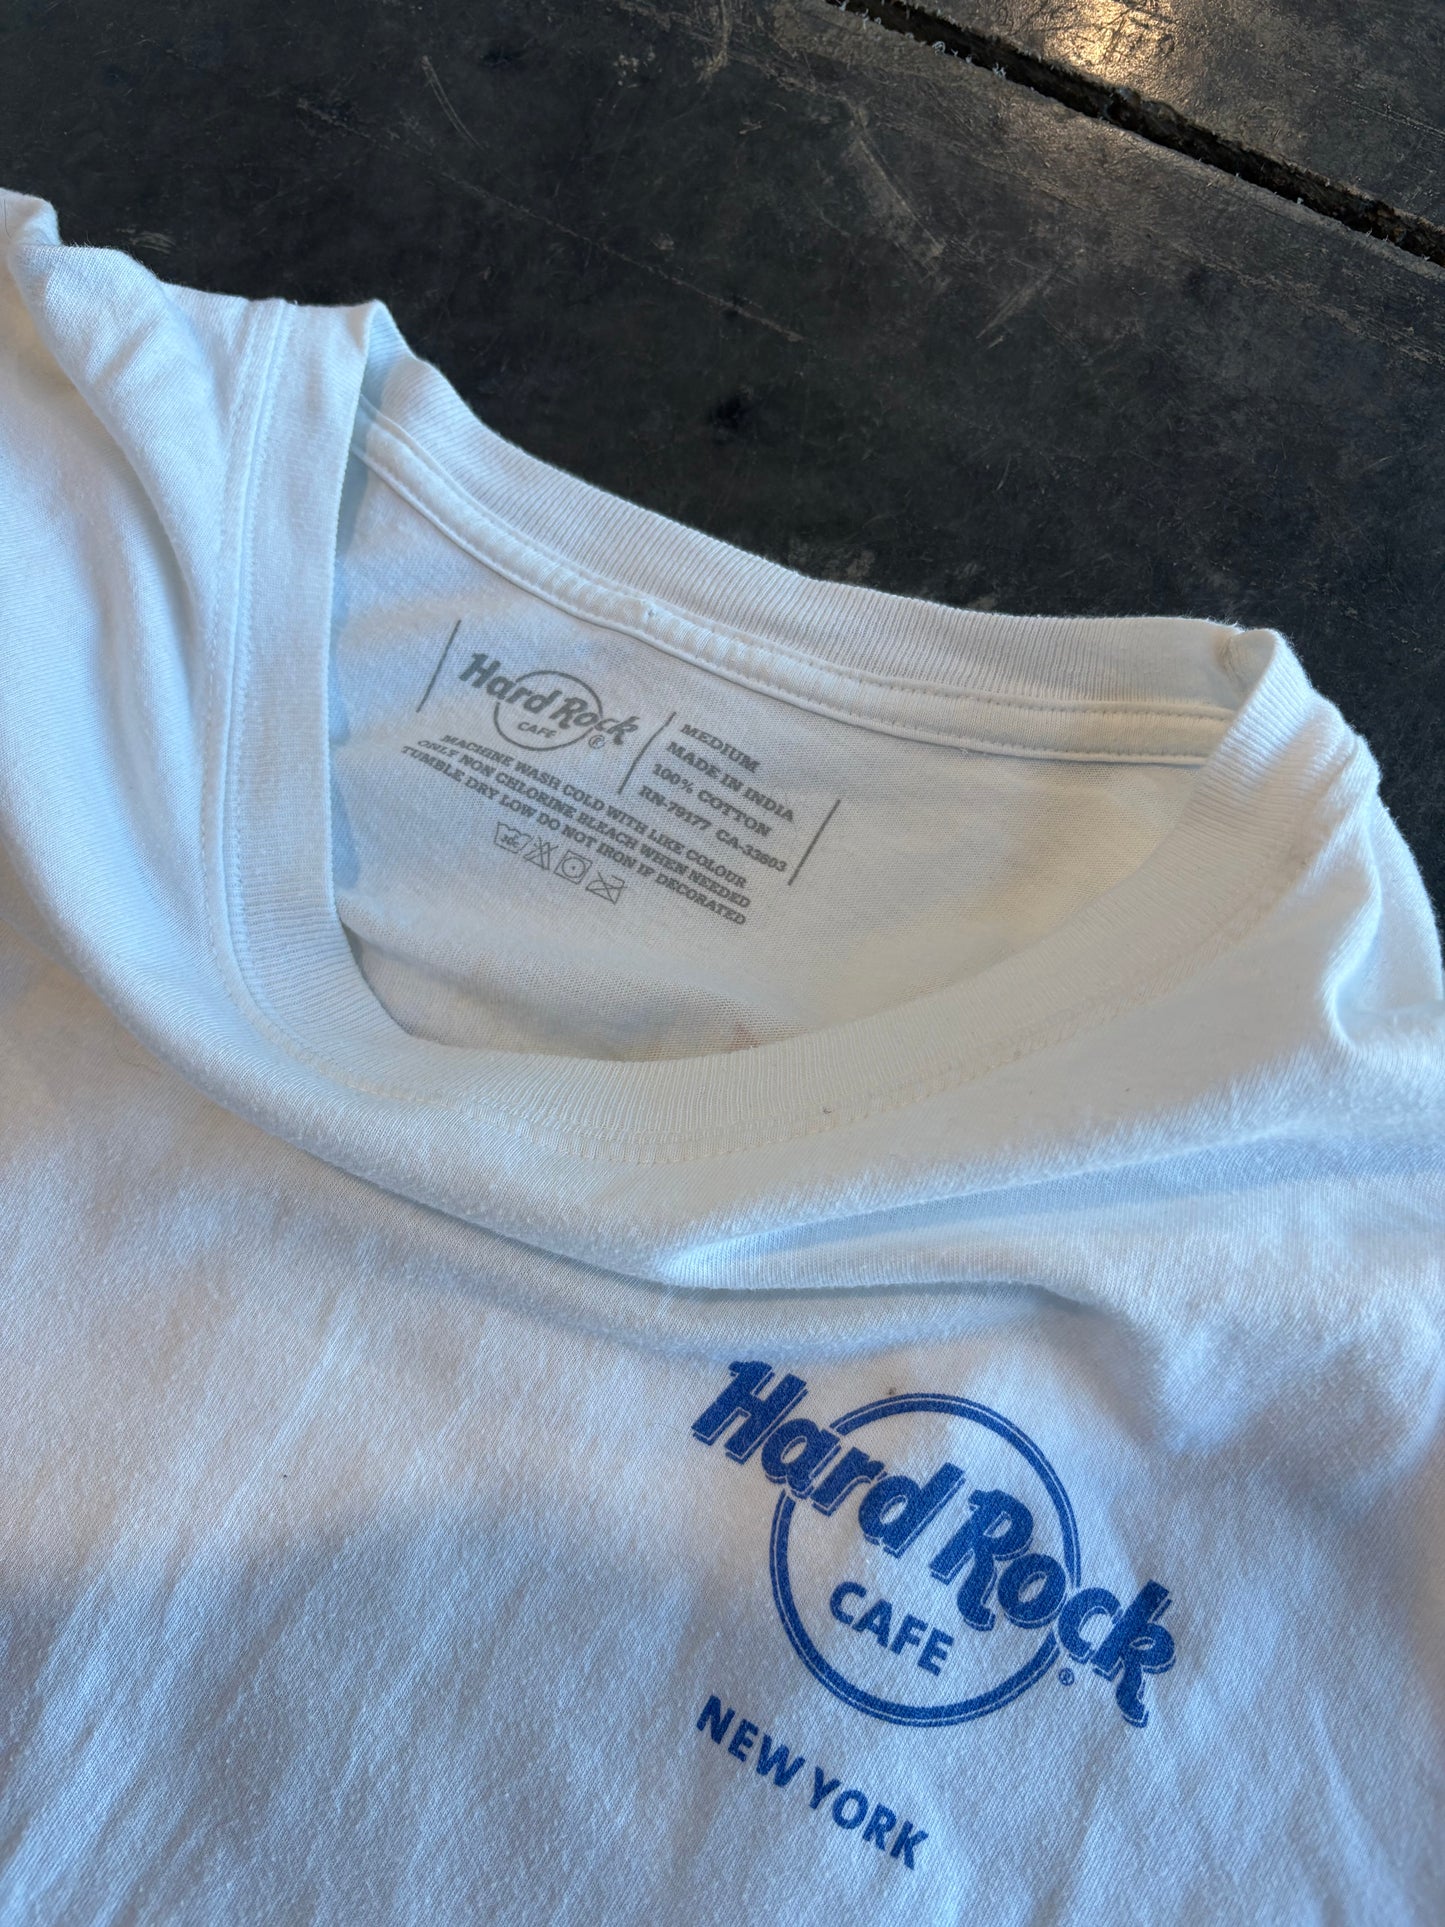 Hard Rock
CAFE
®
MEDIUM
MADE IN INDIA
100% COTTON
RN-79177 CA-33603
MACHINE WASH COLD WITH LIKE COLOUR
ONLY NON CHLORINE BLEACH WHEN NEEDED
TUMBLE DRY LOW DO NOT IRON IF DECORATED
Hard Rock
CAFE
®
NEW YORK